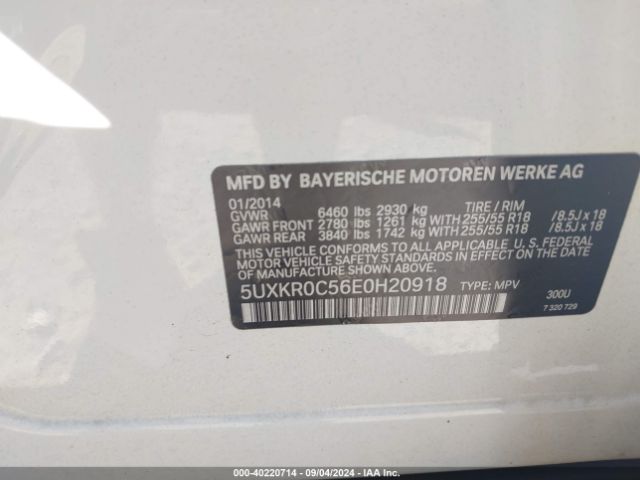 MFD BY BAYERISCHE MOTOREN WERKE AG
01/2014 TIRE / RIM
GVWR 6460 lbs 2930 kg
GAWR FRONT 2780 lbs 1261 kg WITH 255/55 R18 /8.5J x 18
GAWR REAR 3840 lbs 1742 kg WITH 255/55 R18 /8.5J x 18
THIS VEHICLE CONFORMS TO ALL APPLICABLE U.S. FEDERAL
MOTOR VEHICLE SAFETY STANDARDS IN EFFECT ON THE DATE
OF MANUFACTURE SHOWN ABOVE.
5UXKR0C56E0H20918 TYPE: MPV
300U
7 320 729
000-40220714 - 09/04/2024 - IAA Inc.